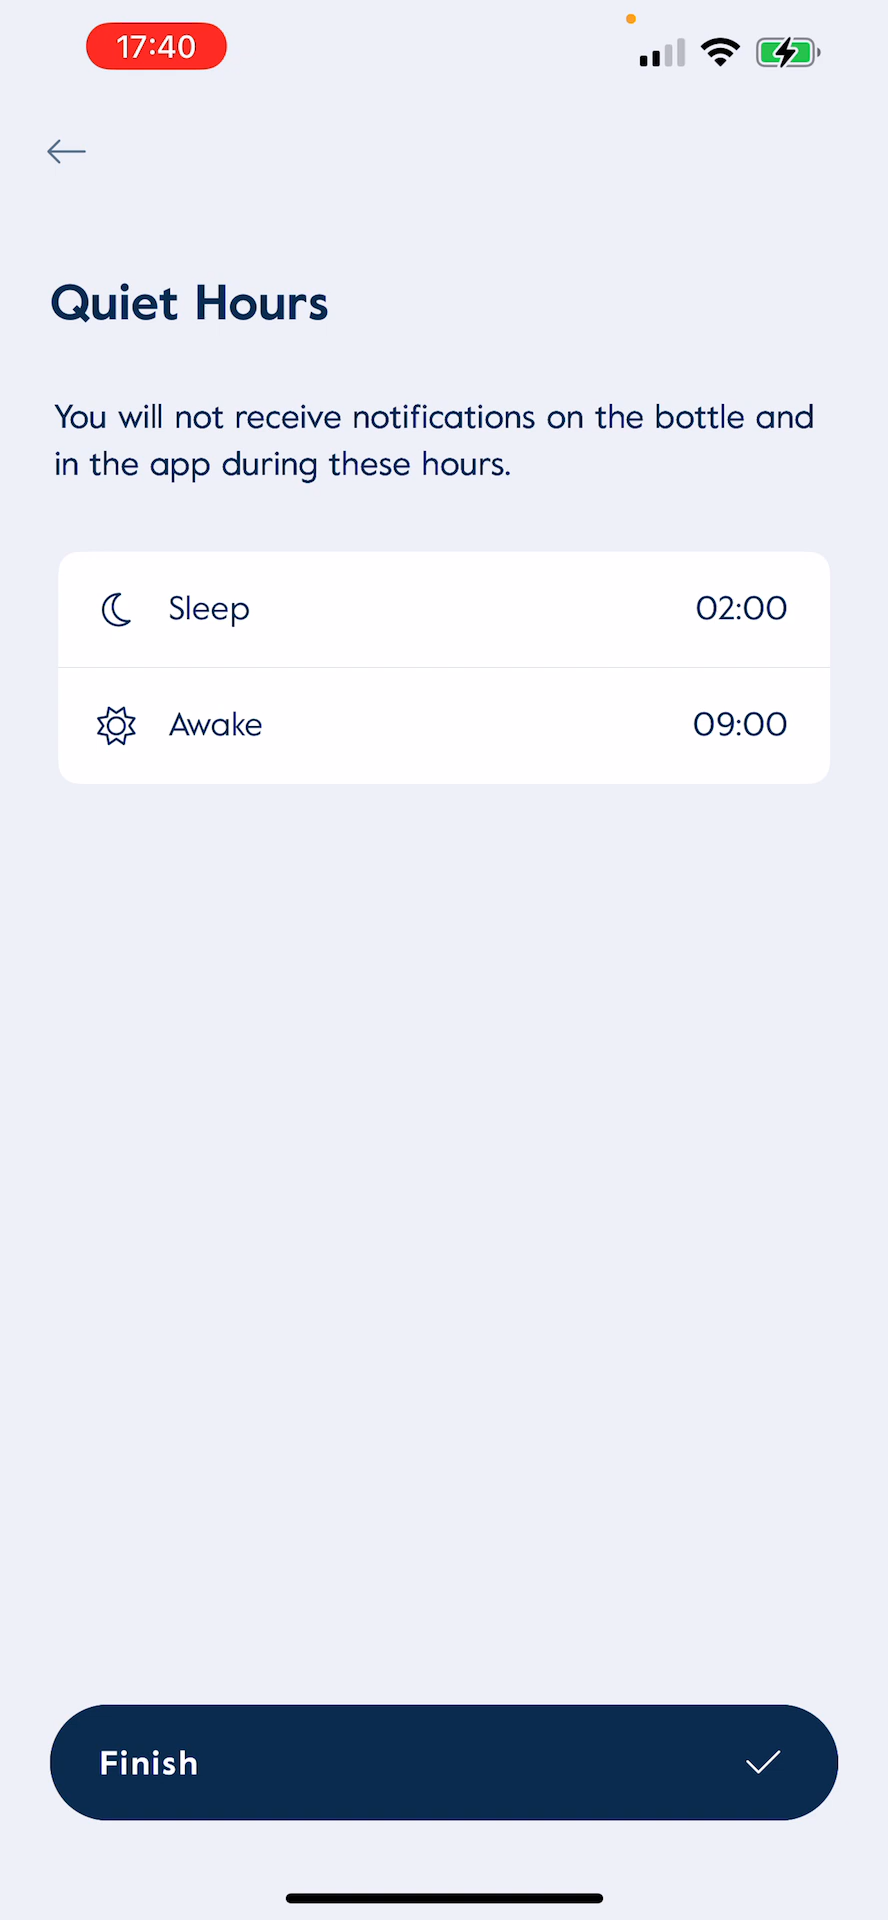 17:40
Quiet Hours
You will not receive notifications on the bottle and
in the app during these hours.
Sleep 02:00
Awake 09:00
Finish